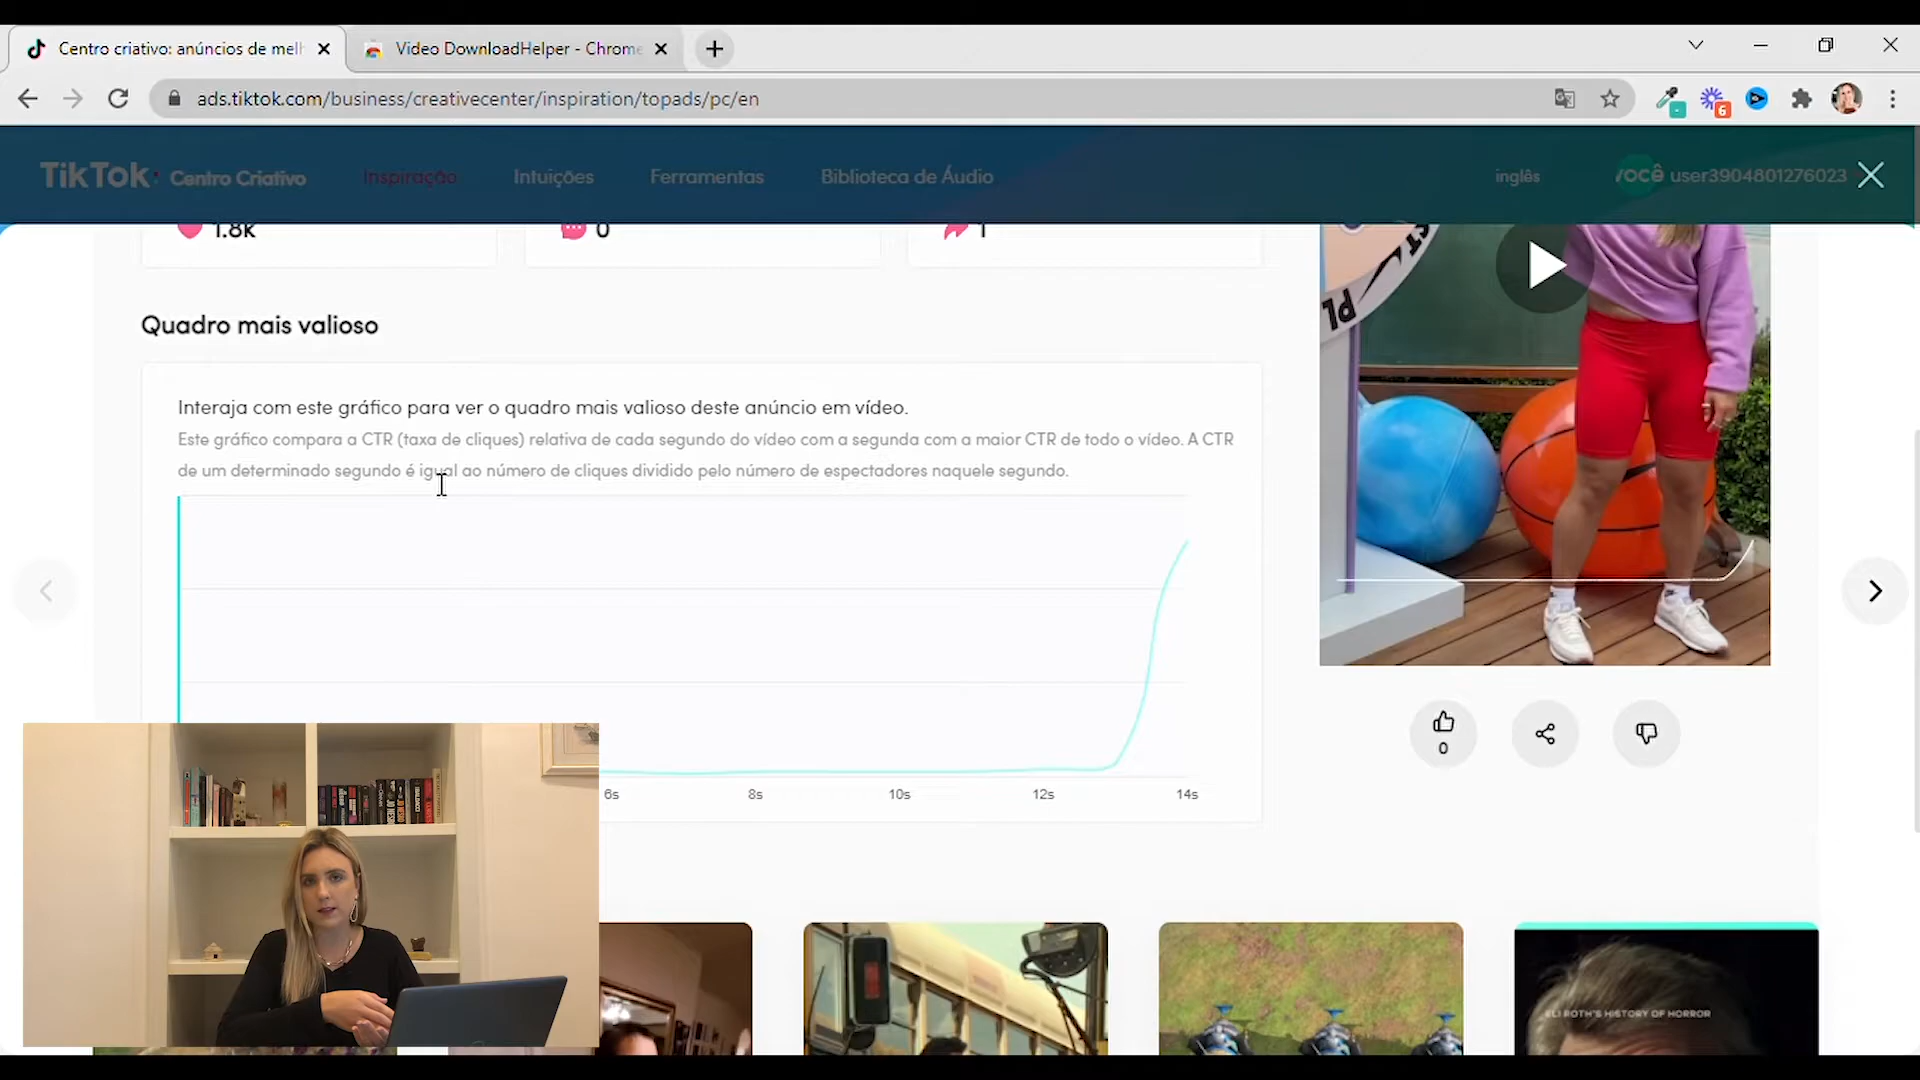 Centro criativo: anúncios de melh
Video DownloadHelper - Chrome
ads.tiktok.com/business/creativecenter/inspiration/topads/pc/en
6
TikTok: Centro Criativo
Inspiração
Intuições
Ferramentas
Biblioteca de Áudio
inglês
VOCÊ user3904801276023
1.8k
0
1
Quadro mais valioso
Interaja com este gráfico para ver o quadro mais valioso deste anúncio em vídeo.
Este gráfico compara a CTR (taxa de cliques) relativa de cada segundo do vídeo com a segunda com a maior CTR de todo o vídeo. A CTR
de um determinado segundo é igual ao número de cliques dividido pelo número de espectadores naquele segundo.
6s
8s
10s
12s
14s
PL
ST
0
ELI ROTH'S HISTORY OF HORROR